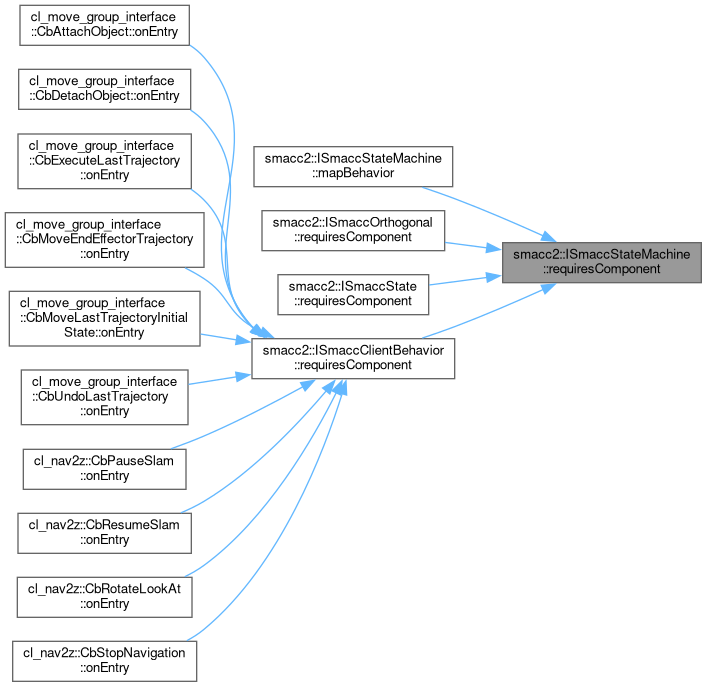 cl_move_group_interface
::CbAttachObject::onEntry
cl_move_group_interface
::CbDetachObject::onEntry
cl_move_group_interface
::CbExecuteLastTrajectory
::onEntry
cl_move_group_interface
::CbMoveEndEffectorTrajectory
::onEntry
cl_move_group_interface
::CbMoveLastTrajectoryInitial
State::onEntry
cl_move_group_interface
::CbUndoLastTrajectory
::onEntry
cl_nav2z::CbPauseSlam
::onEntry
cl_nav2z::CbResumeSlam
::onEntry
cl_nav2z::CbRotateLookAt
::onEntry
cl_nav2z::CbStopNavigation
::onEntry
smacc2::ISmaccStateMachine
::mapBehavior
smacc2::ISmaccOrthogonal
::requiresComponent
smacc2::ISmaccState
::requiresComponent
smacc2::ISmaccClientBehavior
::requiresComponent
smacc2::ISmaccStateMachine
::requiresComponent